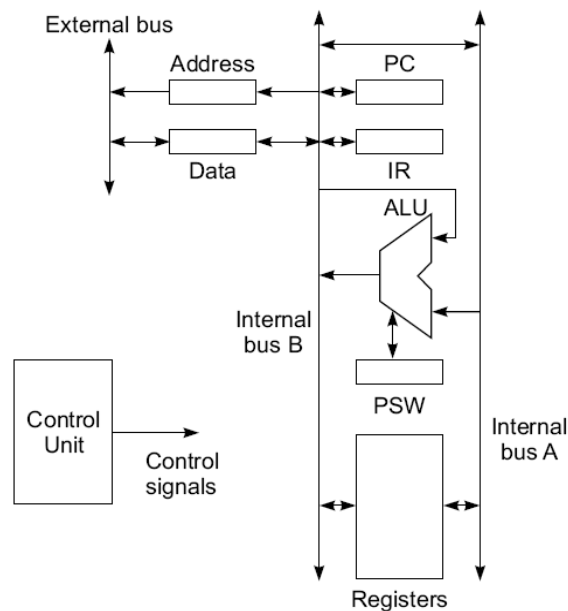 External bus
Address
PC
Data
IR
ALU
Internal
bus B
PSW
Control
Unit
Control
signals
Internal
bus A
Registers